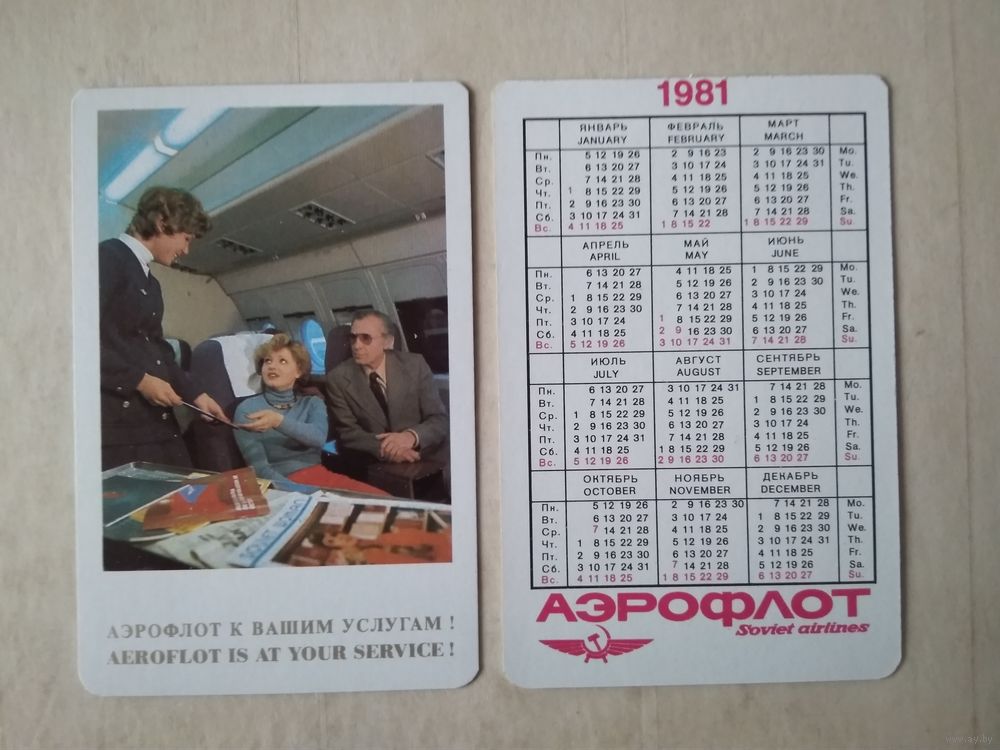 АЭРОФЛОТ К ВАШИМ УСЛУГАМ !
AEROFLOT IS AT YOUR SERVICE !
1981
ЯНВАРЬ ФЕВРАЛЬ МАРТ
JANUARY FEBRUARY MARCH
Пн. 5 12 19 26 2 9 16 23 2 9 16 23 30 Mo.
Вт. 6 13 20 27 3 10 17 24 3 10 17 24 31 Tu.
Ср. 7 14 21 28 4 11 18 25 4 11 18 25 We.
Чт. 1 8 15 22 29 5 12 19 26 5 12 19 26 Th.
Пт. 2 9 16 23 30 6 13 20 27 6 13 20 27 Fr.
Сб. 3 10 17 24 31 7 14 21 28 7 14 21 28 Sa.
Вс. 4 11 18 25 1 8 15 22 1 8 15 22 29 Su.
АПРЕЛЬ МАЙ ИЮНЬ
APRIL MAY JUNE
Пн. 6 13 20 27 4 11 18 25 1 8 15 22 29 Mo.
Вт. 7 14 21 28 5 12 19 26 2 9 16 23 30 Tu.
Ср. 1 8 15 22 29 6 13 20 27 3 10 17 24 We.
Чт. 2 9 16 23 30 7 14 21 28 4 11 18 25 Th.
Пт. 3 10 17 24 1 8 15 22 29 5 12 19 26 Fr.
Сб. 4 11 18 25 2 9 16 23 30 6 13 20 27 Sa.
Вс. 5 12 19 26 3 10 17 24 31 7 14 21 28 Su.
ИЮЛЬ АВГУСТ СЕНТЯБРЬ
JULY AUGUST SEPTEMBER
Пн. 6 13 20 27 3 10 17 24 31 7 14 21 28 Mo.
Вт. 7 14 21 28 4 11 18 25 1 8 15 22 29 Tu.
Ср. 1 8 15 22 29 5 12 19 26 2 9 16 23 30 We.
Чт. 2 9 16 23 30 6 13 20 27 3 10 17 24 Th.
Пт. 3 10 17 24 31 7 14 21 28 4 11 18 25 Fr.
Сб. 4 11 18 25 1 8 15 22 29 5 12 19 26 Sa.
Вс. 5 12 19 26 2 9 16 23 30 6 13 20 27 Su.
ОКТЯБРЬ НОЯБРЬ ДЕКАБРЬ
OCTOBER NOVEMBER DECEMBER
Пн. 5 12 19 26 2 9 16 23 30 7 14 21 28 Mo.
Вт. 6 13 20 27 3 10 17 24 1 8 15 22 29 Tu.
Ср. 7 14 21 28 4 11 18 25 2 9 16 23 30 We.
Чт. 1 8 15 22 29 5 12 19 26 3 10 17 24 31 Th.
Пт. 2 9 16 23 30 6 13 20 27 4 11 18 25 Fr.
Сб. 3 10 17 24 31 7 14 21 28 5 12 19 26 Sa.
Вс. 4 11 18 25 1 8 15 22 29 6 13 20 27 Su.
АЭРОФЛОТ
Soviet airlines
www.ay.by